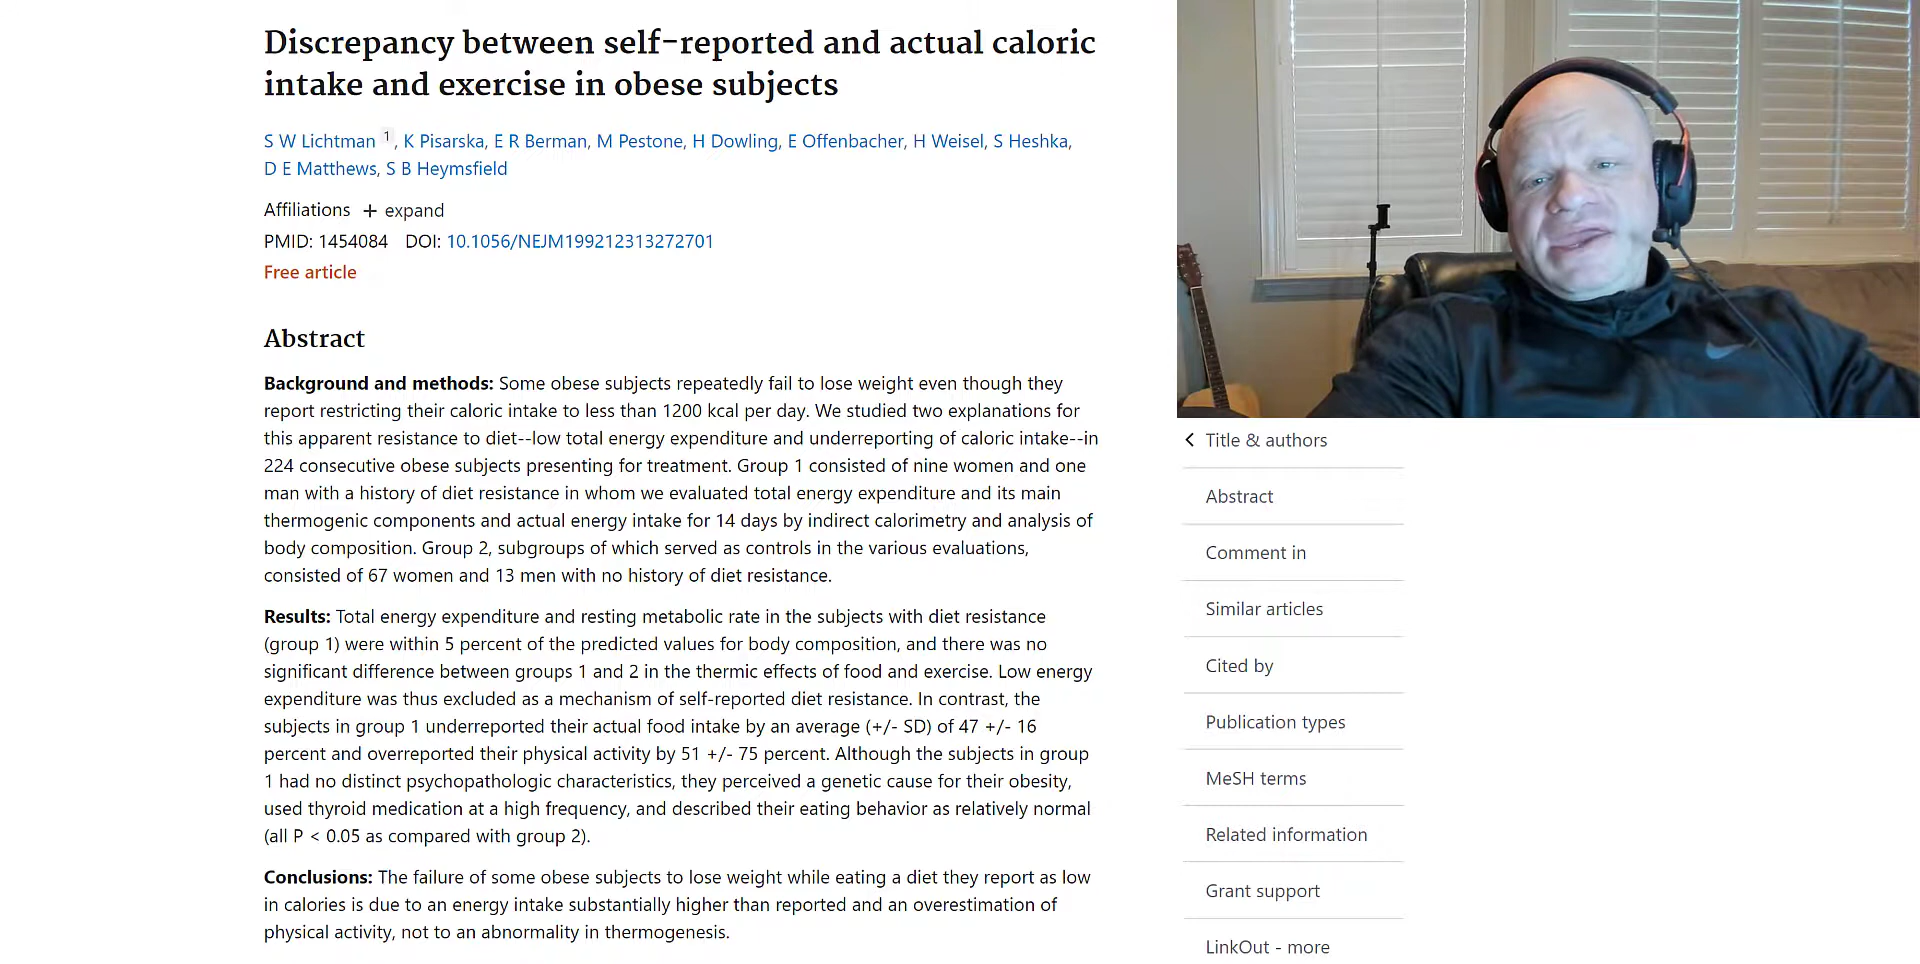 Discrepancy between self-reported and actual caloric
intake and exercise in obese subjects
S W Lichtman 1, K Pisarska, E R Berman, M Pestone, H Dowling, E Offenbacher, H Weisel, S Heshka,
D E Matthews, S B Heymsfield
Affiliations + expand
PMID: 1454084 DOI: 10.1056/NEJM199212313272701
Free article
Abstract
Background and methods: Some obese subjects repeatedly fail to lose weight even though they
report restricting their caloric intake to less than 1200 kcal per day. We studied two explanations for
this apparent resistance to diet--low total energy expenditure and underreporting of caloric intake--in
224 consecutive obese subjects presenting for treatment. Group 1 consisted of nine women and one
man with a history of diet resistance in whom we evaluated total energy expenditure and its main
thermogenic components and actual energy intake for 14 days by indirect calorimetry and analysis of
body composition. Group 2, subgroups of which served as controls in the various evaluations,
consisted of 67 women and 13 men with no history of diet resistance.
Results: Total energy expenditure and resting metabolic rate in the subjects with diet resistance
(group 1) were within 5 percent of the predicted values for body composition, and there was no
significant difference between groups 1 and 2 in the thermic effects of food and exercise. Low energy
expenditure was thus excluded as a mechanism of self-reported diet resistance. In contrast, the
subjects in group 1 underreported their actual food intake by an average (+/- SD) of 47 +/- 16
percent and overreported their physical activity by 51 +/- 75 percent. Although the subjects in group
1 had no distinct psychopathologic characteristics, they perceived a genetic cause for their obesity,
used thyroid medication at a high frequency, and described their eating behavior as relatively normal
(all P < 0.05 as compared with group 2).
Conclusions: The failure of some obese subjects to lose weight while eating a diet they report as low
in calories is due to an energy intake substantially higher than reported and an overestimation of
physical activity, not to an abnormality in thermogenesis.
Title & authors
Abstract
Comment in
Similar articles
Cited by
Publication types
MeSH terms
Related information
Grant support
LinkOut - more